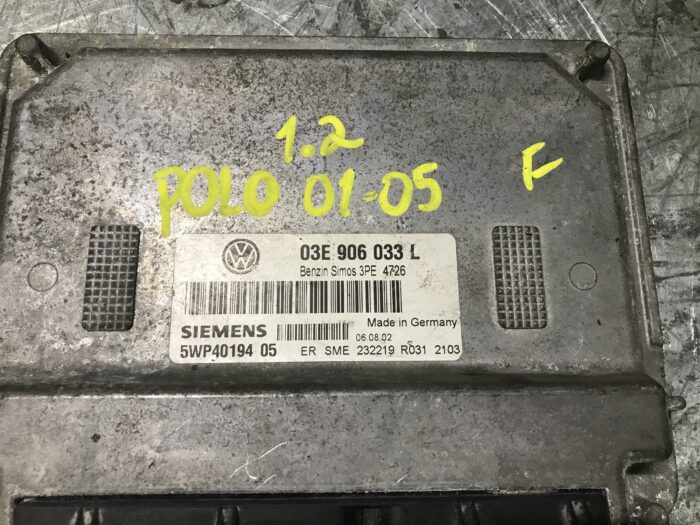 1.2
POLO 01-05 F
03E 906 033 L
Benzin Simos 3PE 4726
SIEMENS
Made in Germany
06.08.02
5WP40194 05
ER SME 232219 R031 2103